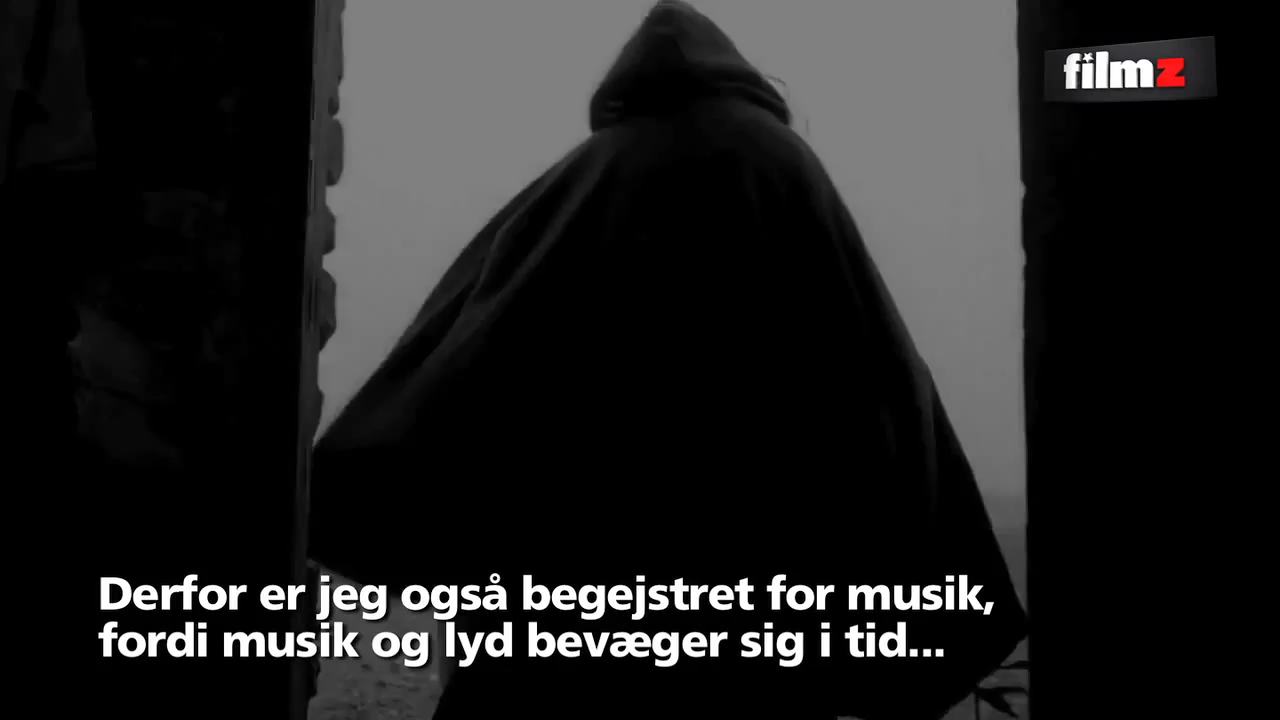 filmz
Derfor er jeg også begejstret for musik,
fordi musik og lyd bevæger sig i tid...